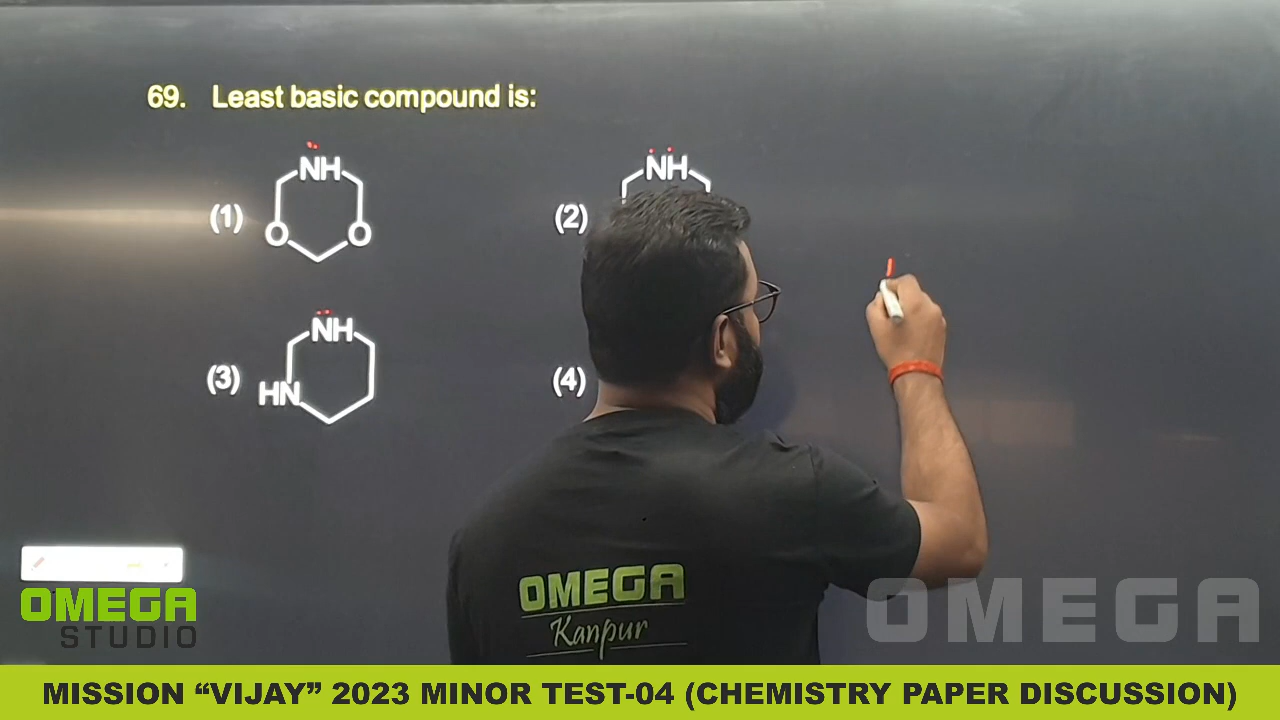 69. Least basic compound is:
(1)
NH
O O
(2)
NH
(3)
NH
HN
(4)
OMEGA
Kanpur
OMEGA
STUDIO
OMEGA
MISSION “VIJAY” 2023 MINOR TEST-04 (CHEMISTRY PAPER DISCUSSION)